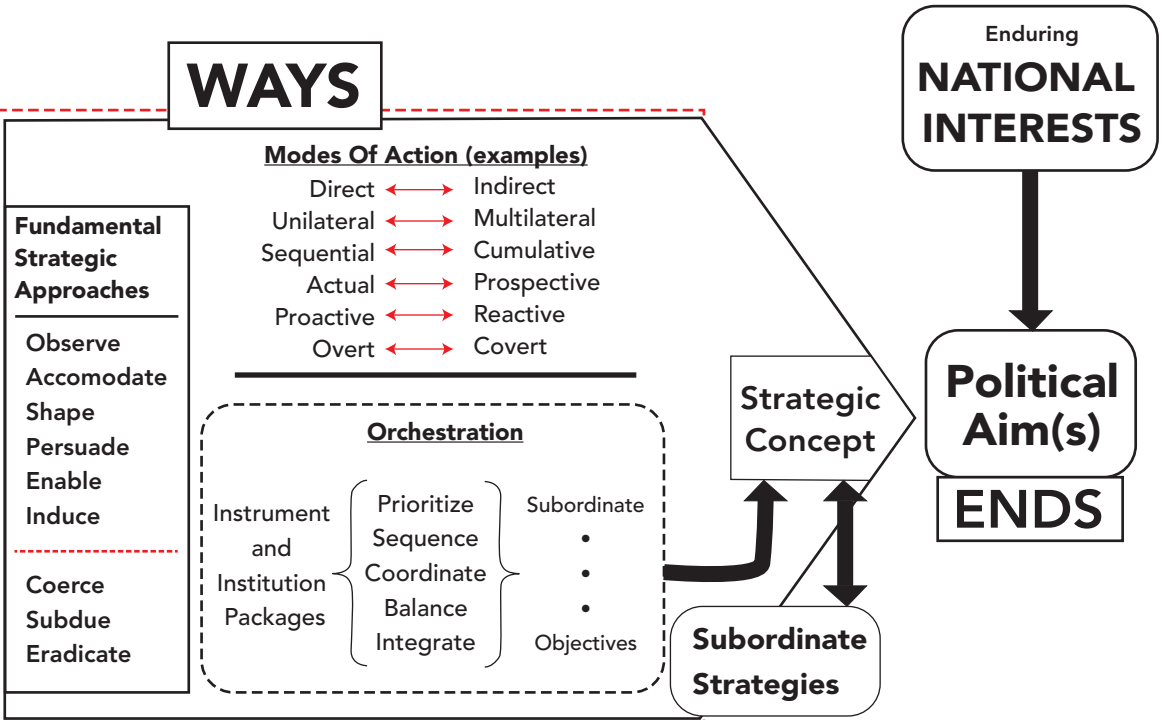 WAYS
Modes Of Action (examples)
Direct Indirect
Unilateral Multilateral
Sequential Cumulative
Actual Prospective
Proactive Reactive
Overt Covert
Fundamental
Strategic
Approaches
Observe
Accomodate
Shape
Persuade
Enable
Induce
Coerce
Subdue
Eradicate
Orchestration
Instrument
and
Institution
Packages
Prioritize
Sequence
Coordinate
Balance
Integrate
Subordinate
•
•
•
Objectives
Strategic
Concept
Subordinate
Strategies
Enduring
NATIONAL
INTERESTS
Political
Aim(s)
ENDS